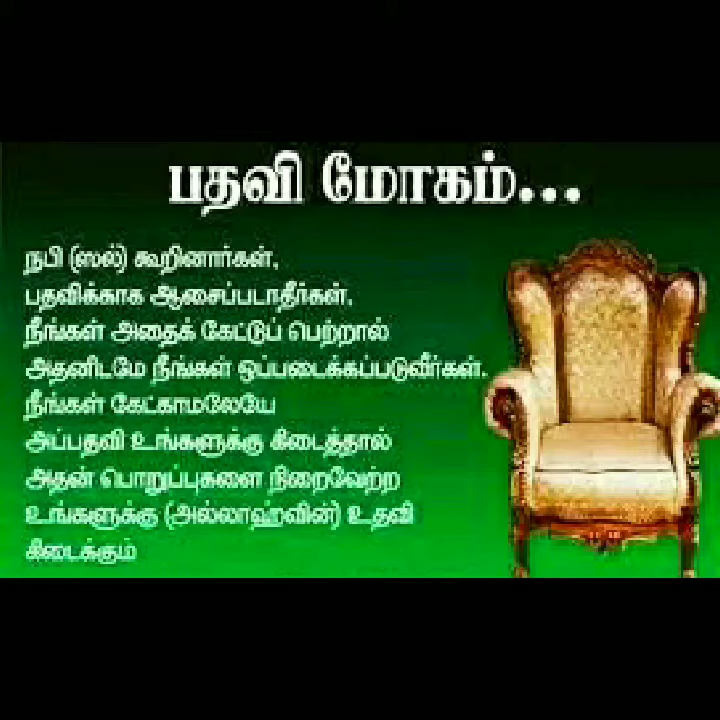 பதவி மோகம்...
நபி (ஸல்) கூறினார்கள்,
பதவிக்காக ஆசைப்படாதீர்கள்.
நீங்கள் அதைக் கேட்டுப் பெற்றால்
அதனிடமே நீங்கள் ஒப்படைக்கப்படுவீர்கள்.
நீங்கள் கேட்காமலேயே
அப்பதவி உங்களுக்கு கிடைத்தால்
அதன் பொறுப்புகளை நிறைவேற்ற
உங்களுக்கு (அல்லாஹ்வின்) உதவி
கிடைக்கும்